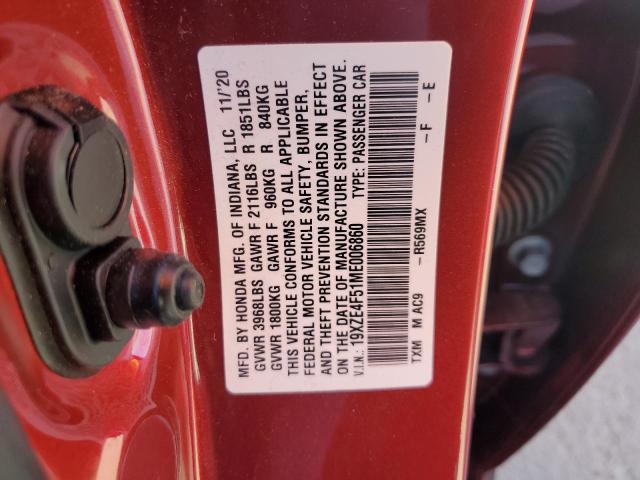 MFD. BY HONDA MFG. OF INDIANA, LLC 11/'20
GVWR 3968LBS GAWR F 2116LBS R 1851LBS
GVWR 1800KG GAWR F 960KG R 840KG
THIS VEHICLE CONFORMS TO ALL APPLICABLE
FEDERAL MOTOR VEHICLE SAFETY, BUMPER,
AND THEFT PREVENTION STANDARDS IN EFFECT
ON THE DATE OF MANUFACTURE SHOWN ABOVE.
V.I.N.: 19XZE4F51ME006860 TYPE: PASSENGER CAR
-R569MX -F -E
TXM M AC9